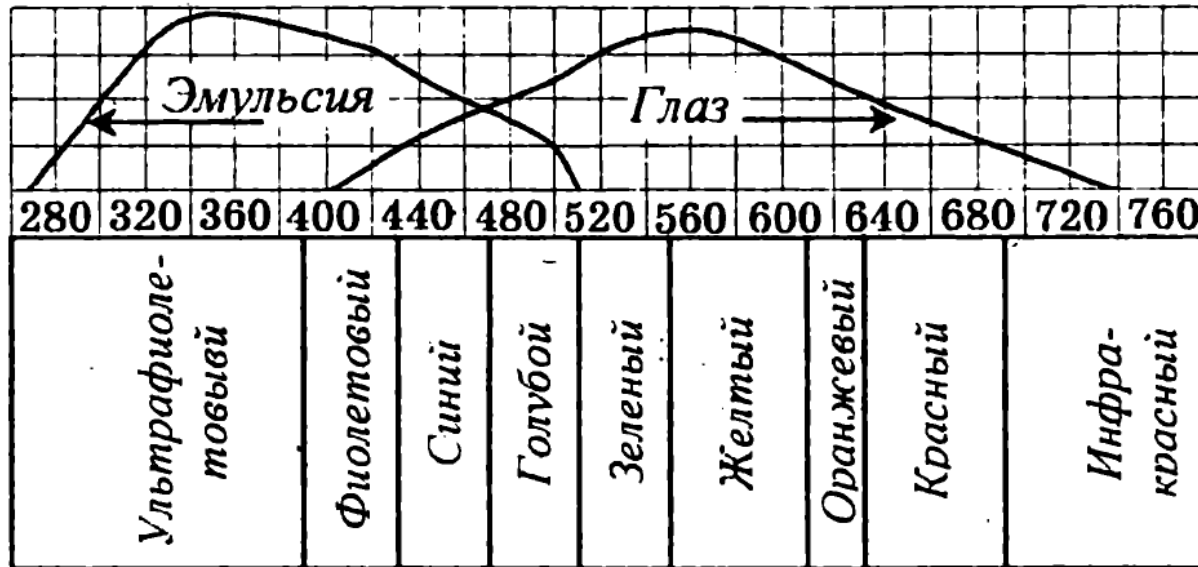 Эмульсия
Глаз
280 320 360 400 440 480 520 560 600 640 680 720 760
Ультрафиоле-
товывй
Фиолетовый
Синий
Голубой
Зеленый
Желтый
Оранжевый
Красный
Инфра-
красный